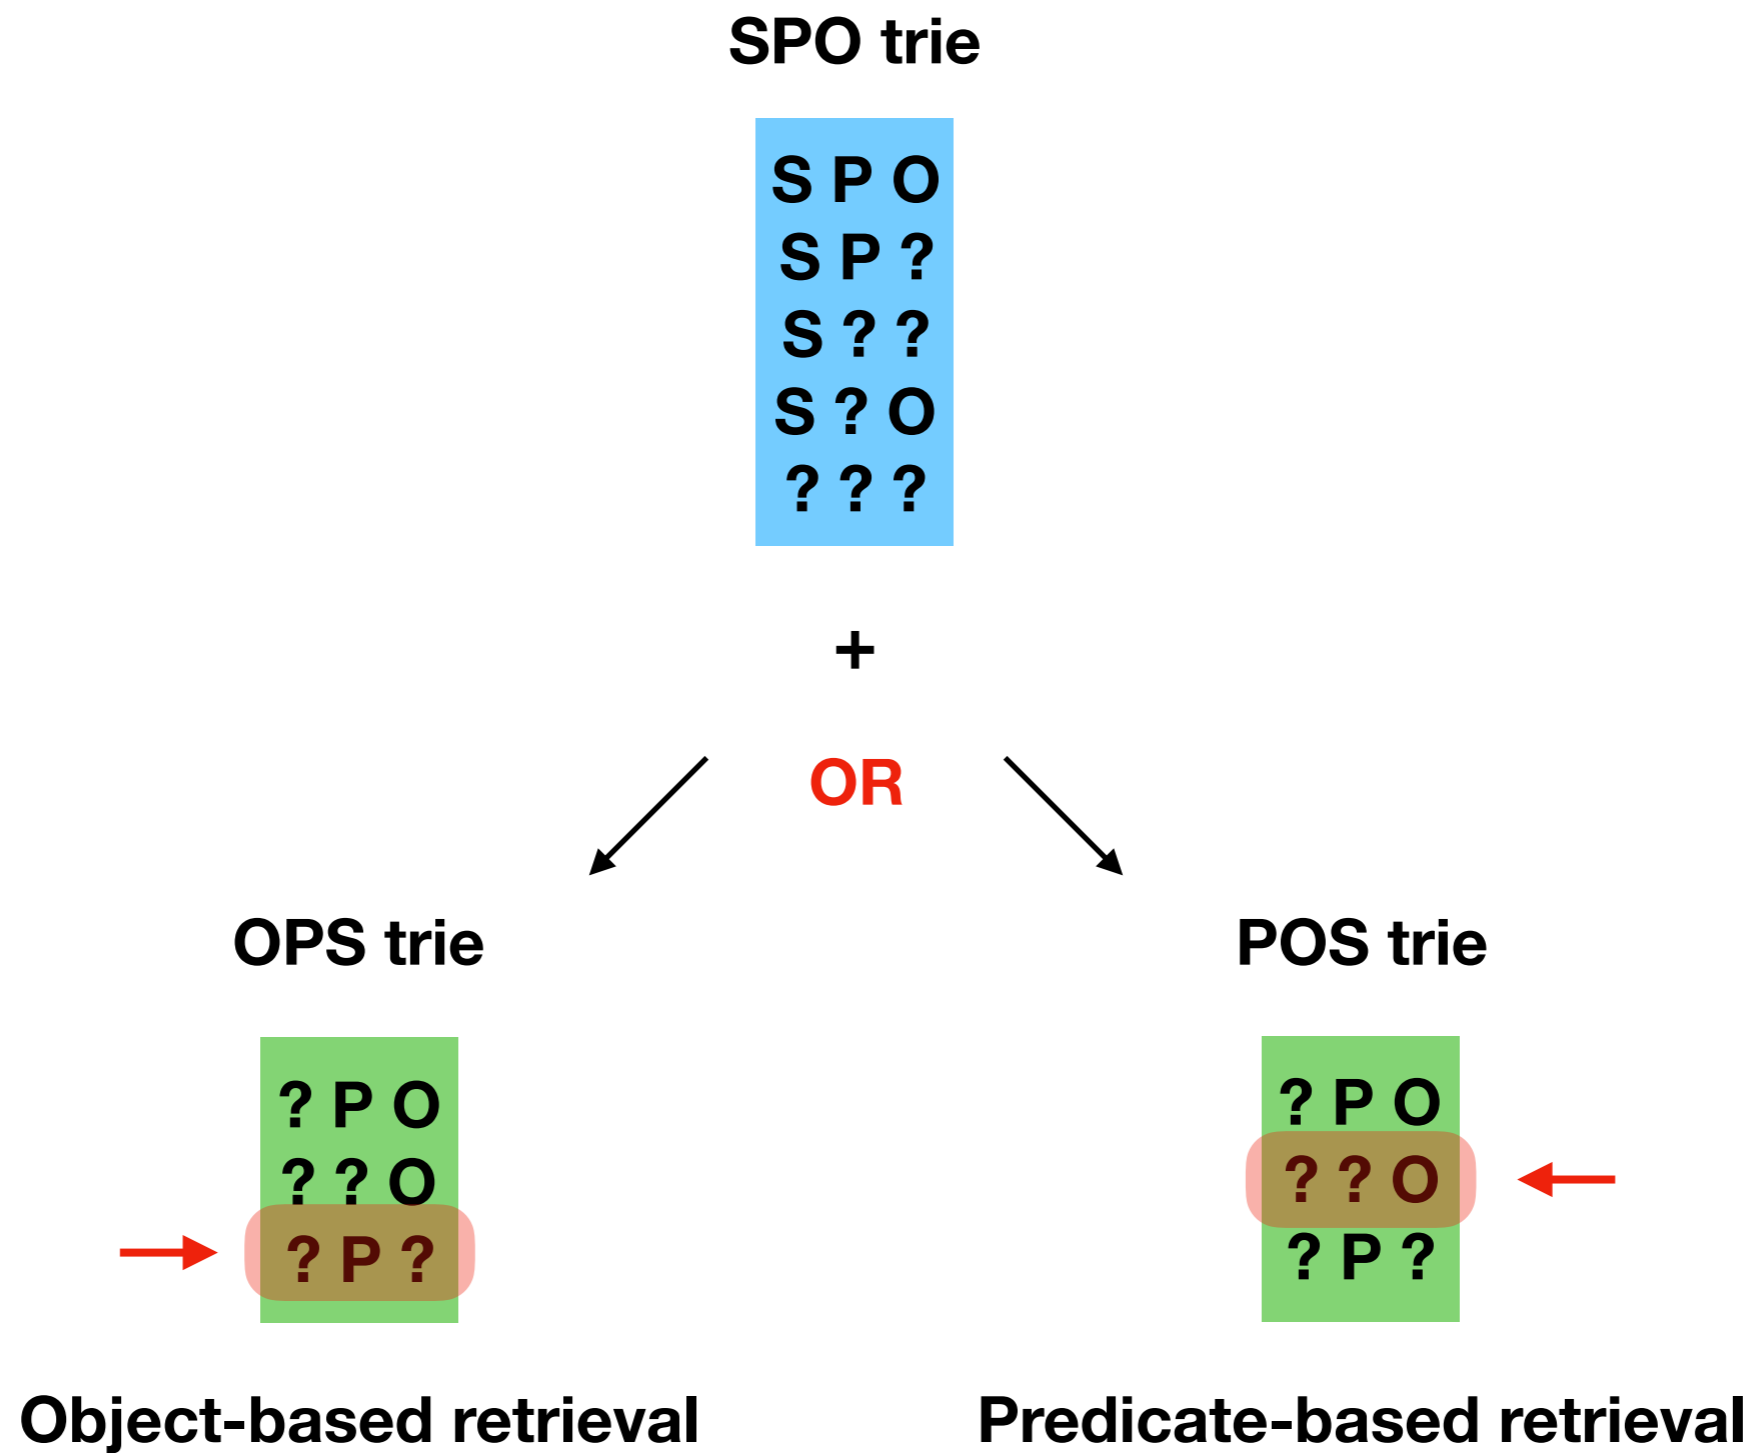 SPO trie
S P O
S P ?
S ? ?
S ? O
? ? ?
+
OR
OPS trie
? P O
? ? O
? P ?
Object-based retrieval
POS trie
? P O
? ? O
? P ?
Predicate-based retrieval